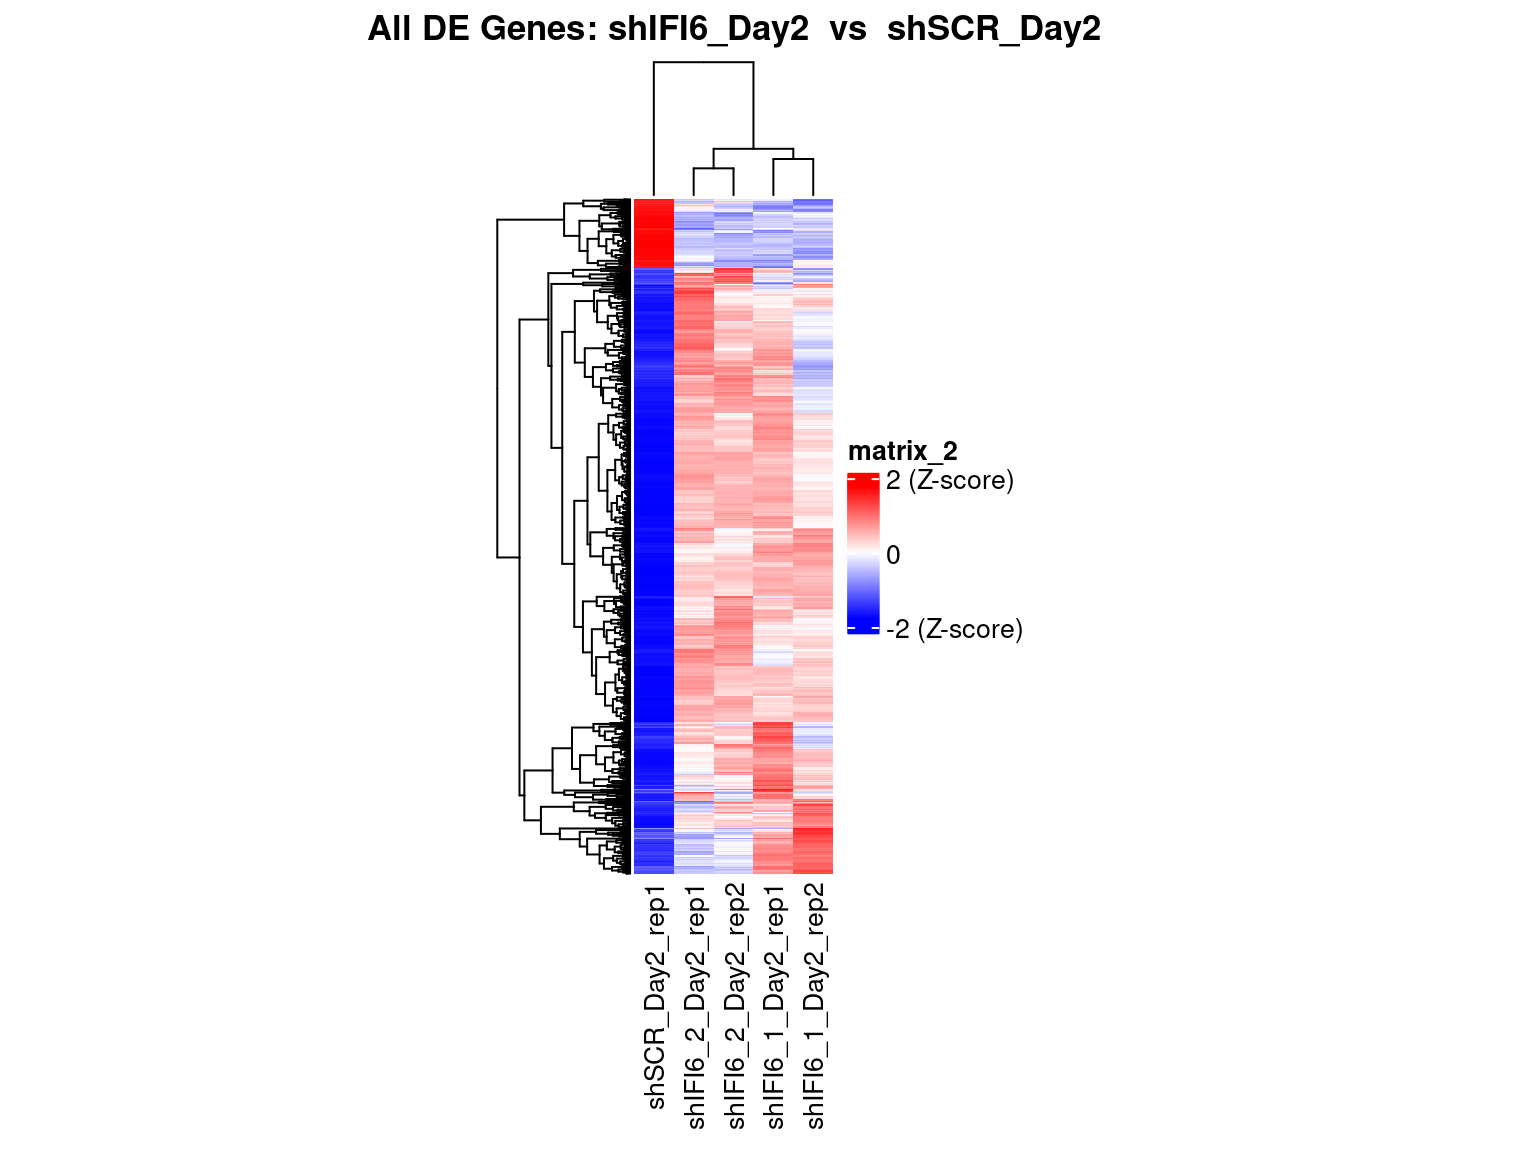 All DE Genes: shIFI6_Day2  vs  shSCR_Day2
matrix_2
2 (Z-score)
0
-2 (Z-score)
shSCR_Day2_rep1
shIFI6_2_Day2_rep1
shIFI6_2_Day2_rep2
shIFI6_1_Day2_rep1
shIFI6_1_Day2_rep2